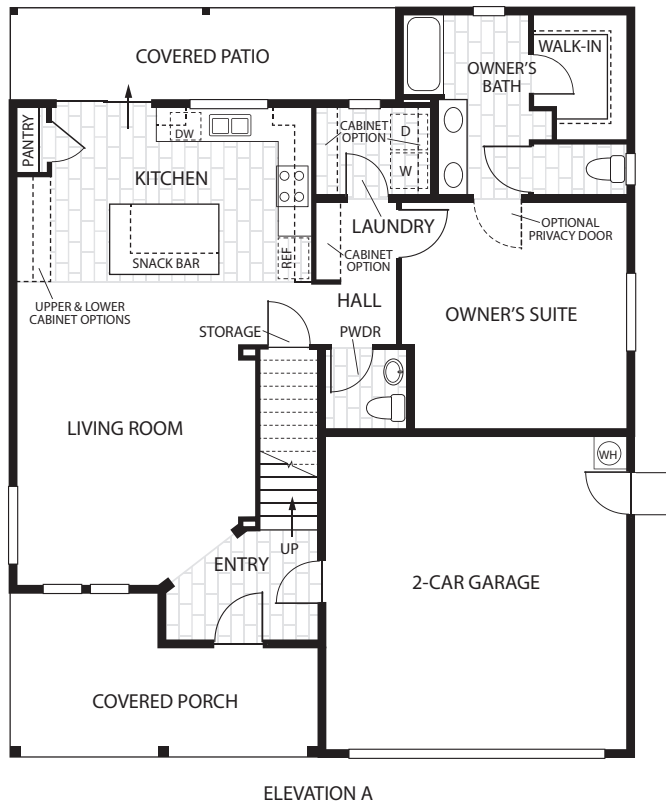 COVERED PATIO
WALK-IN
OWNER'S
BATH
PANTRY
DW
CABINET
OPTION
D
W
KITCHEN
LAUNDRY
OPTIONAL
PRIVACY DOOR
SNACK BAR
REF
CABINET
OPTION
UPPER & LOWER
CABINET OPTIONS
HALL
OWNER'S SUITE
STORAGE
PWDR
LIVING ROOM
WH
UP
ENTRY
2-CAR GARAGE
COVERED PORCH
ELEVATION A